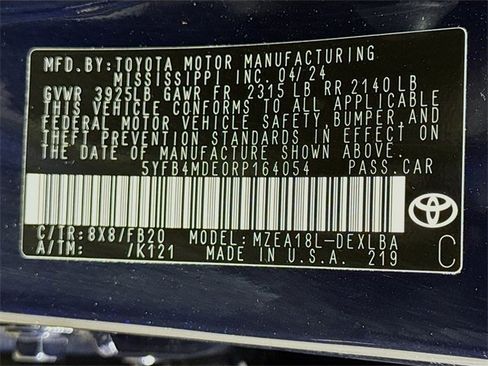 MFD.BY:TOYOTA MOTOR MANUFACTURING
MISSISSIPPI INC. 04/24
GVWR 3925LB GAWR FR 2315 LB RR 2140 LB
THIS VEHICLE CONFORMS TO ALL APPLICABLE
FEDERAL MOTOR VEHICLE SAFETY, BUMPER, AND
THEFT PREVENTION STANDARDS IN EFFECT ON
THE DATE OF MANUFACTURE SHOWN ABOVE.
5YFB4MDE0RP164054 PASS.CAR
C/TR:8X8/FB20 MODEL:MZEA18L-DEXLBA
A/TM: /K121 MADE IN U.S.A. 219 C